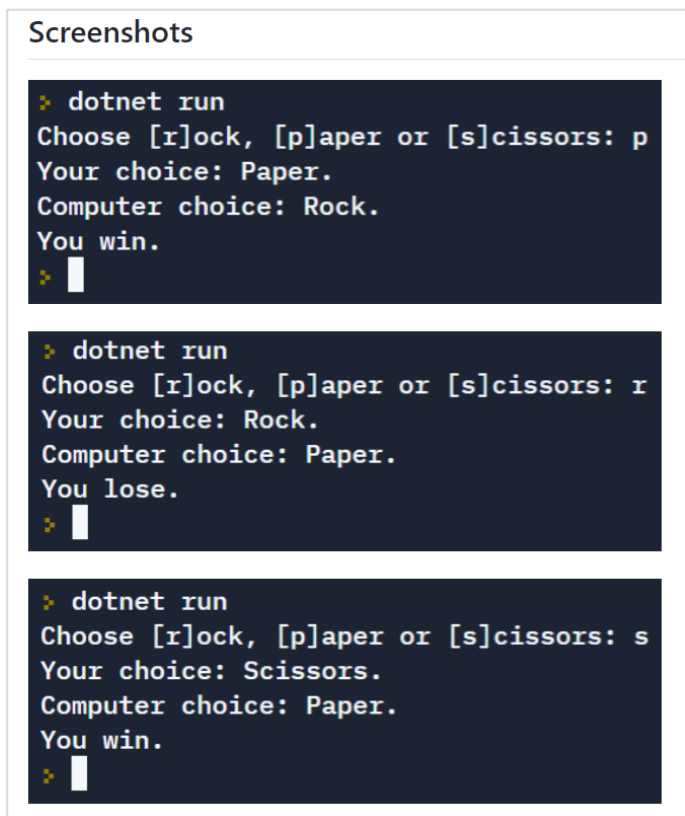 Screenshots
> dotnet run
Choose [r]ock, [p]aper or [s]cissors: p
Your choice: Paper.
Computer choice: Rock.
You win.
>
> dotnet run
Choose [r]ock, [p]aper or [s]cissors: r
Your choice: Rock.
Computer choice: Paper.
You lose.
>
> dotnet run
Choose [r]ock, [p]aper or [s]cissors: s
Your choice: Scissors.
Computer choice: Paper.
You win.
>